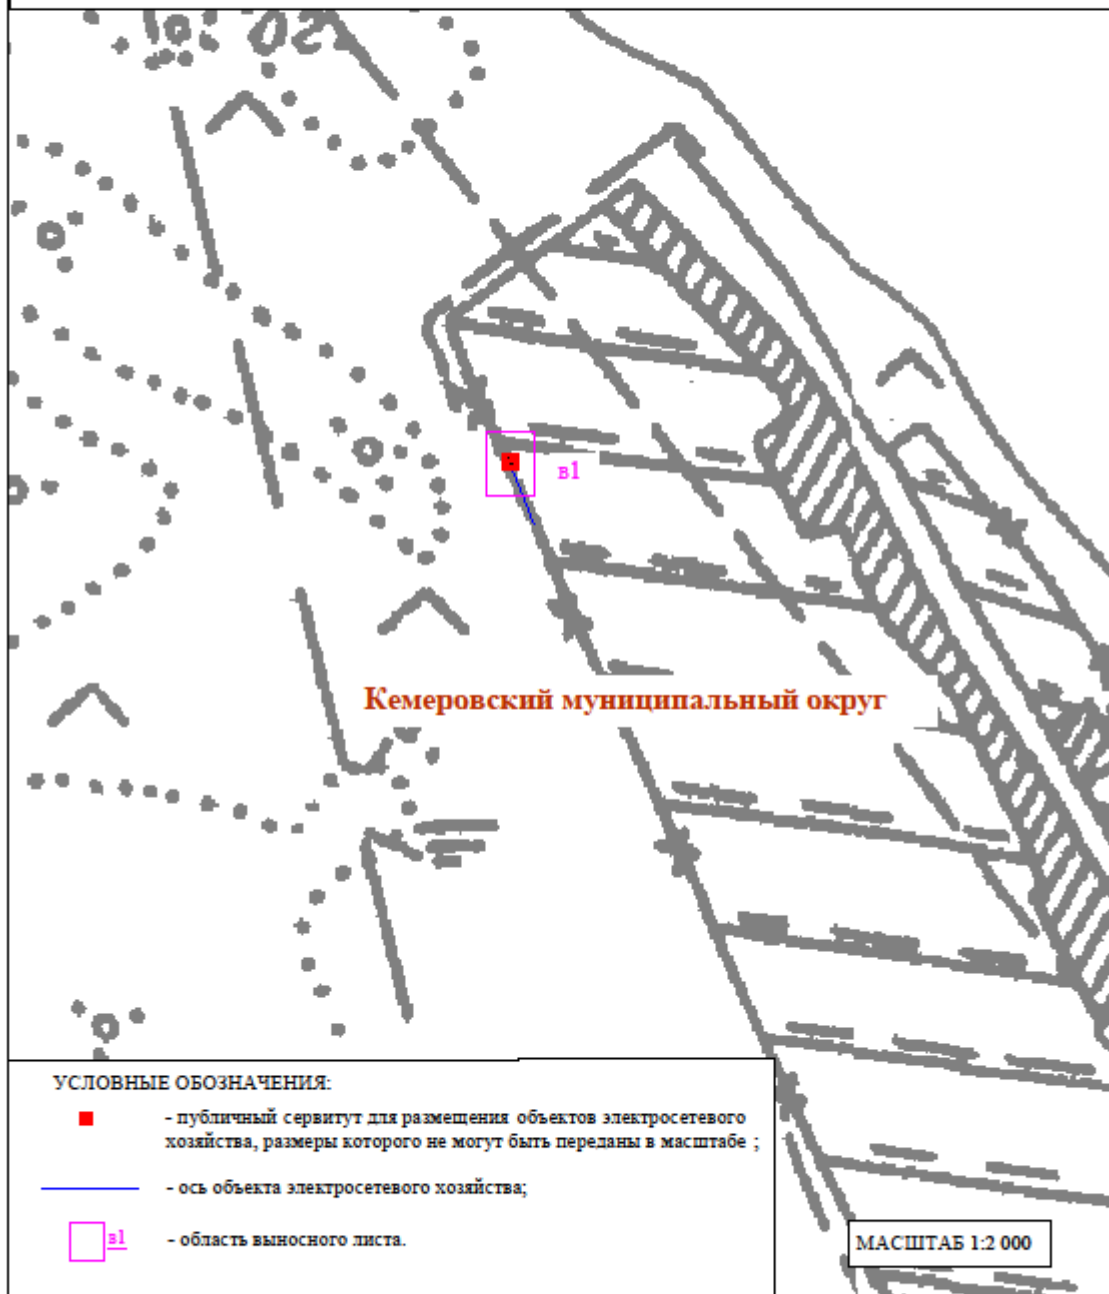 в1
Кемеровский муниципальный округ
УСЛОВНЫЕ ОБОЗНАЧЕНИЯ:
- публичный сервитут для размещения объектов электросетевого
хозяйства, размеры которого не могут быть переданы в масштабе ;
- ось объекта электросетевого хозяйства;
в1
- область выносного листа.
МАСШТАБ 1:2 000